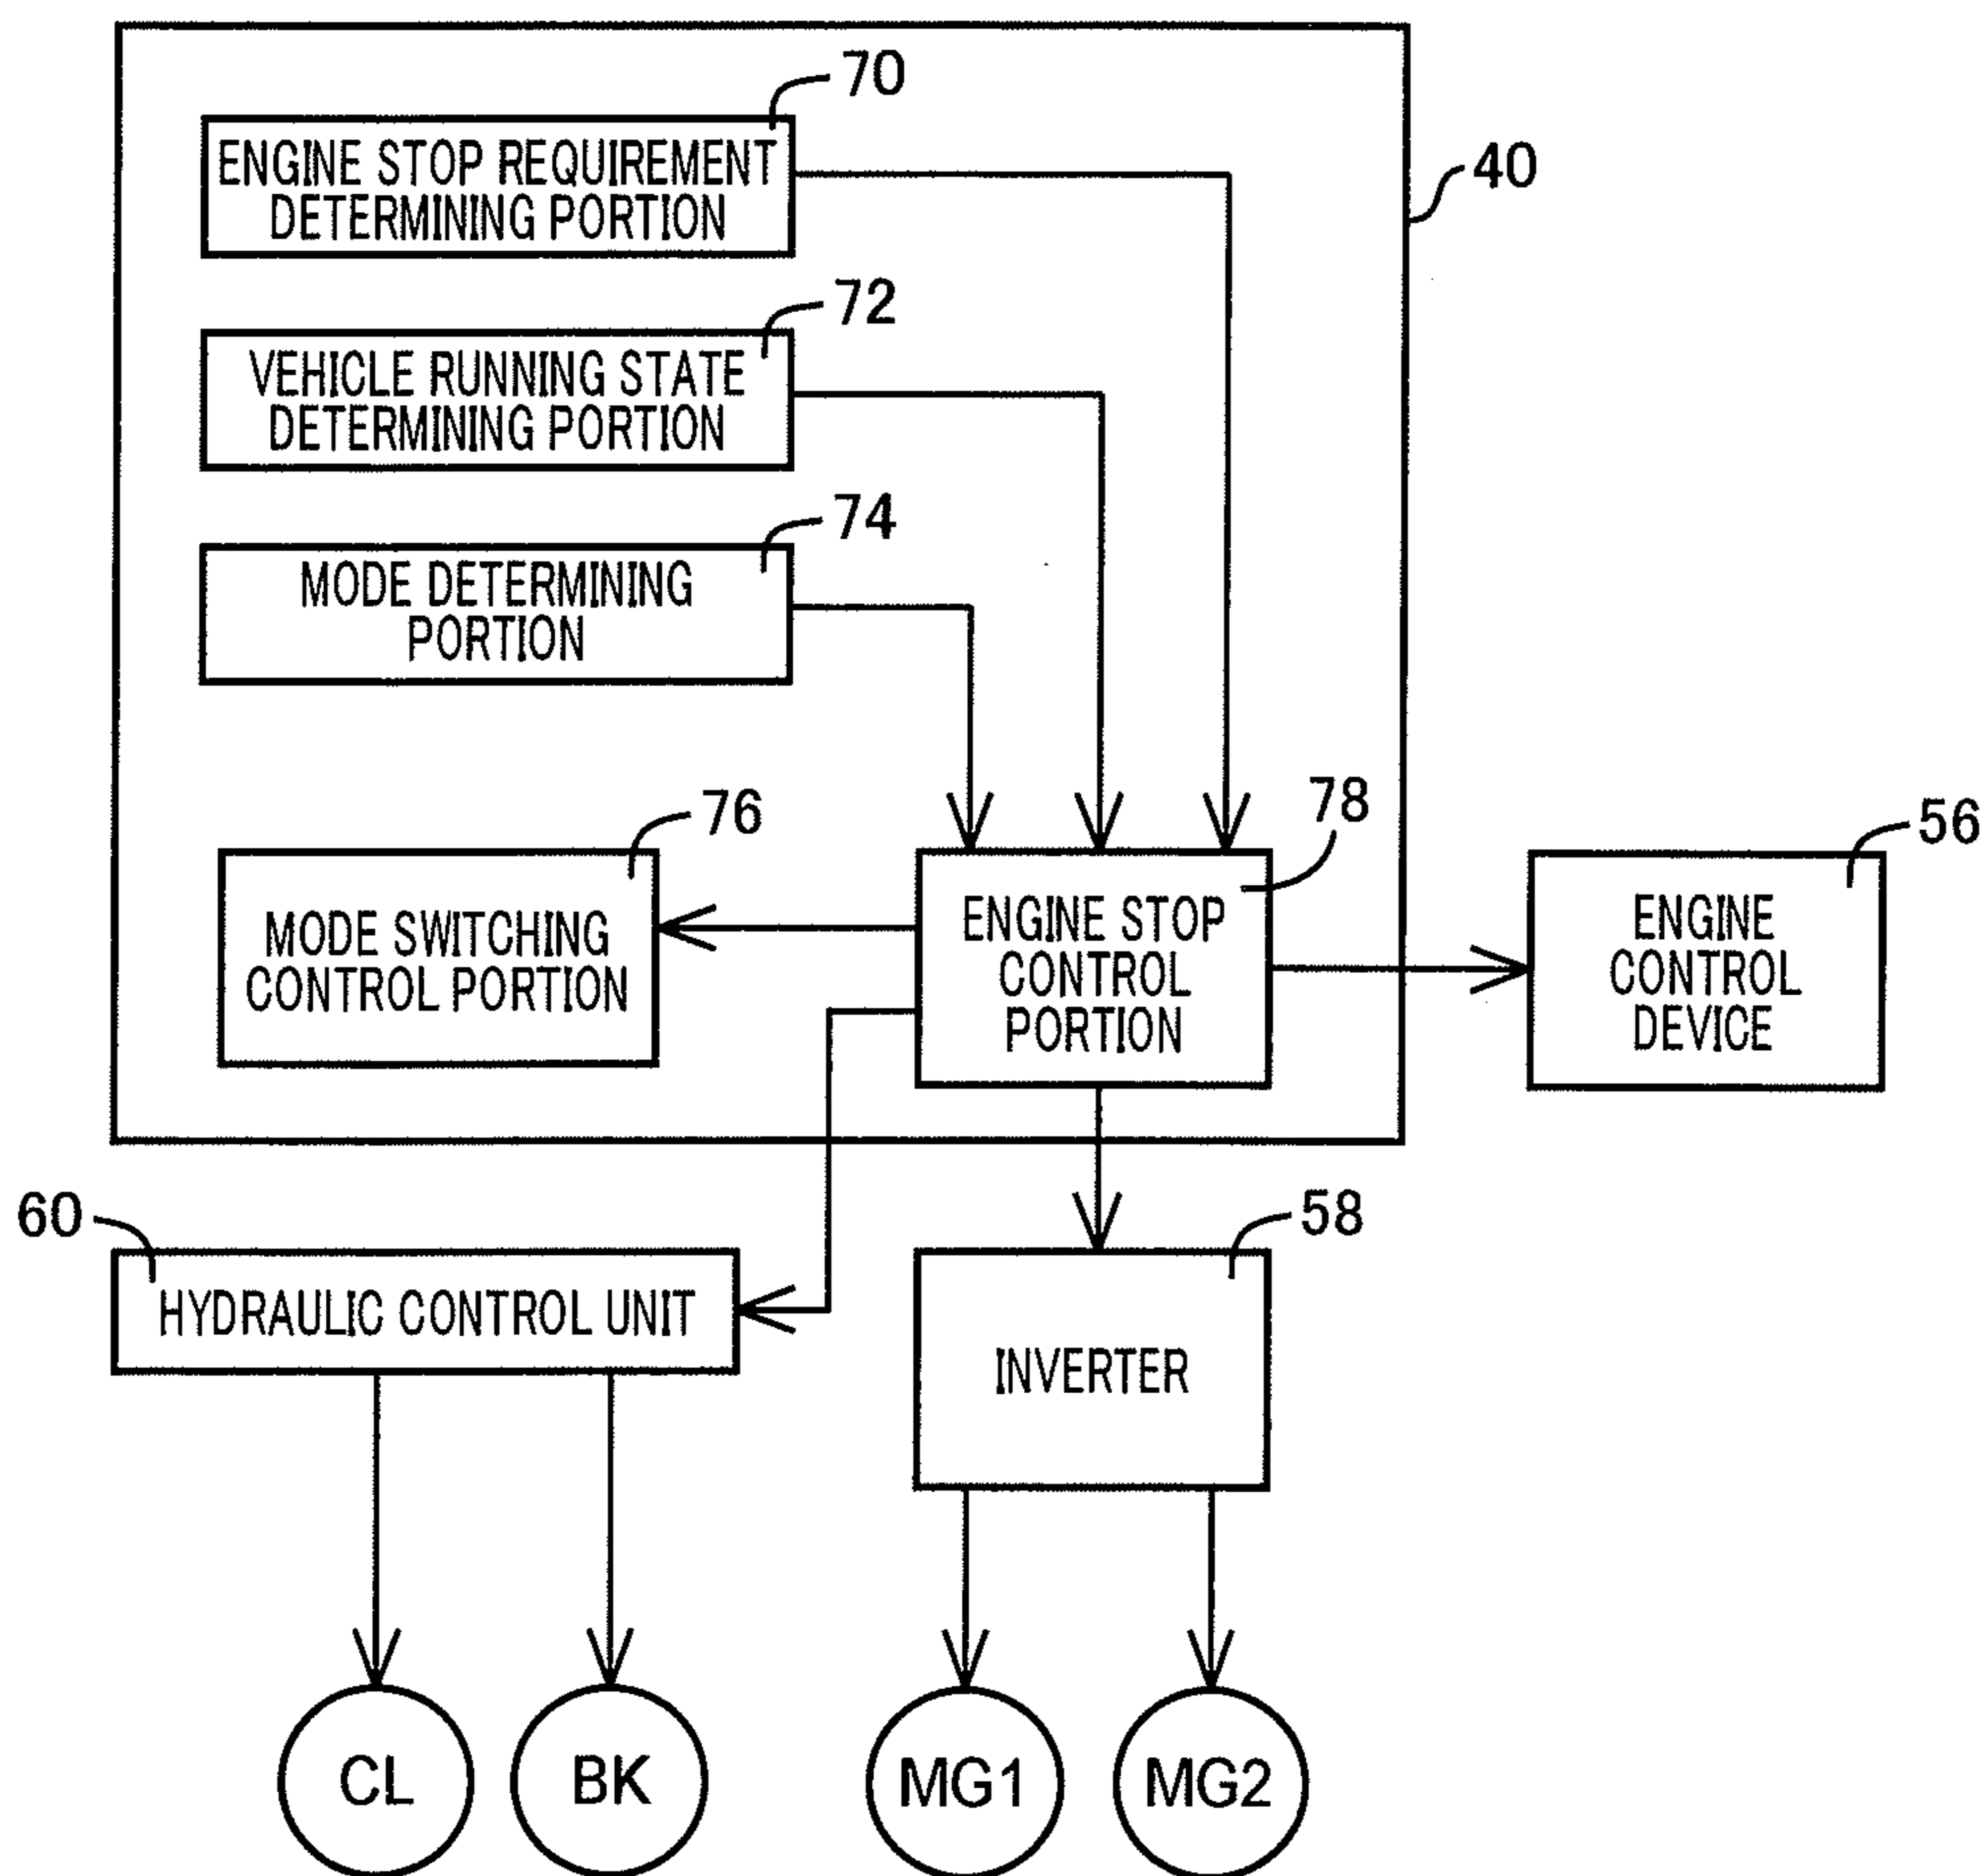 70
ENGINE STOP REQUIREMENT
DETERMINING PORTION
40
72
VEHICLE RUNNING STATE
DETERMINING PORTION
74
MODE DETERMINING
PORTION
76
MODE SWITCHING
CONTROL PORTION
78
ENGINE STOP
CONTROL
PORTION
56
ENGINE
CONTROL
DEVICE
60
HYDRAULIC CONTROL UNIT
58
INVERTER
CL
BK
MG1
MG2